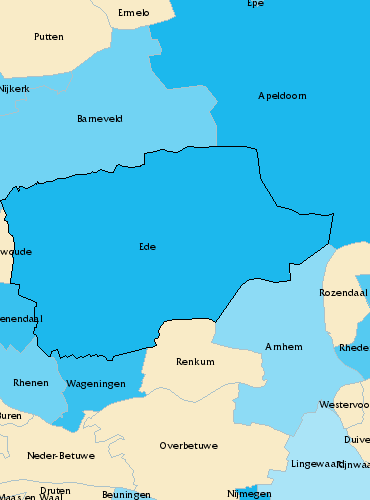 Epe
Ermelo
Putten
Nijkerk
Apeldoorn
Barneveld
Ede
woude
Rozendaal
enendaal
Arnhem
Rhede
Renkum
Rhenen
Wageningen
Westervoo
Buren
Duive
Overbetuwe
Neder-Betuwe
Lingewaard
Rijnwaa
Druten
Maas en Waal
Beuningen
Nijmegen